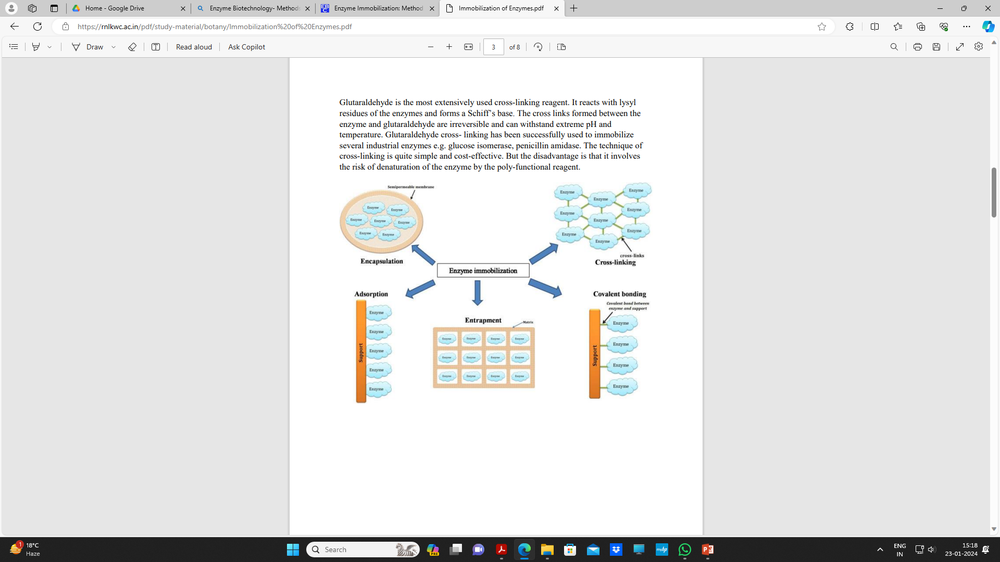 Home - Google Drive
Enzyme Biotechnology- Methods
EB
C
Enzyme Immobilization: Method
Immobilization of Enzymes.pdf
https://rnlkwc.ac.in/pdf/study-material/botany/Immobilization%20of%20Enzymes.pdf
Draw
Read aloud
Ask Copilot
3
of 8
Glutaraldehyde is the most extensively used cross-linking reagent. It reacts with lysyl
residues of the enzymes and forms a Schiff’s base. The cross links formed between the
enzyme and glutaraldehyde are irreversible and can withstand extreme pH and
temperature. Glutaraldehyde cross- linking has been successfully used to immobilize
several industrial enzymes e.g. glucose isomerase, penicillin amidase. The technique of
cross-linking is quite simple and cost-effective. But the disadvantage is that it involves
the risk of denaturation of the enzyme by the poly-functional reagent.
Semipermeable membrane
Enzyme
Enzyme
Enzyme
Enzyme
Enzyme
Enzyme
Enzyme
Encapsulation
Enzyme
Enzyme
Enzyme
Enzyme
Enzyme
Enzyme
Enzyme
Enzyme
Enzyme
cross-links
Cross-linking
Enzyme immobilization
Adsorption
Support
Enzyme
Enzyme
Enzyme
Enzyme
Enzyme
Entrapment
Matrix
Enzyme
Enzyme
Enzyme
Enzyme
Enzyme
Enzyme
Enzyme
Enzyme
Enzyme
Enzyme
Enzyme
Enzyme
Covalent bonding
Covalent bond between
enzyme and support
Support
Enzyme
Enzyme
Enzyme
Enzyme
1
18°C
Haze
Search
PRE
myhp
ENG
IN
15:18
23-01-2024